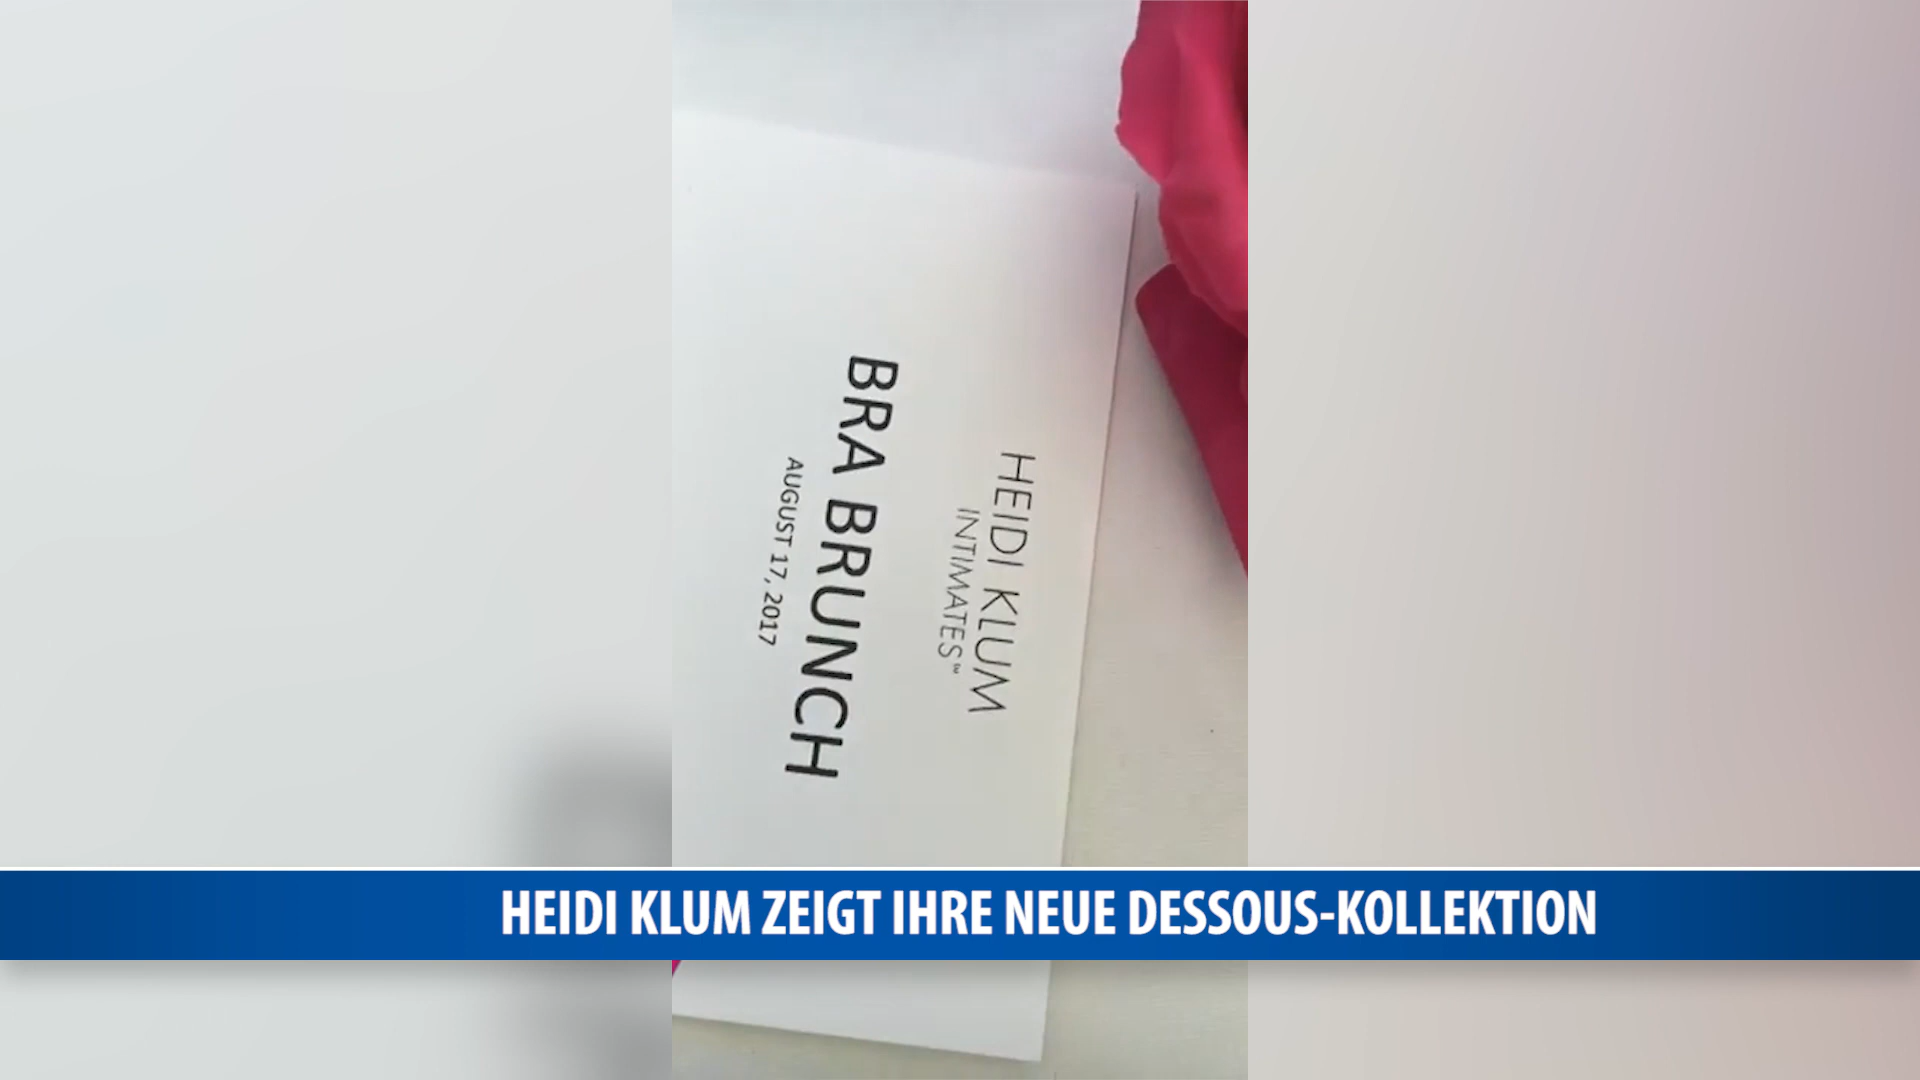 HEIDI KLUM
INTIMATES™
BRA BRUNCH
AUGUST 17, 2017
HEIDI KLUM ZEIGT IHRE NEUE DESSOUS-KOLLEKTION